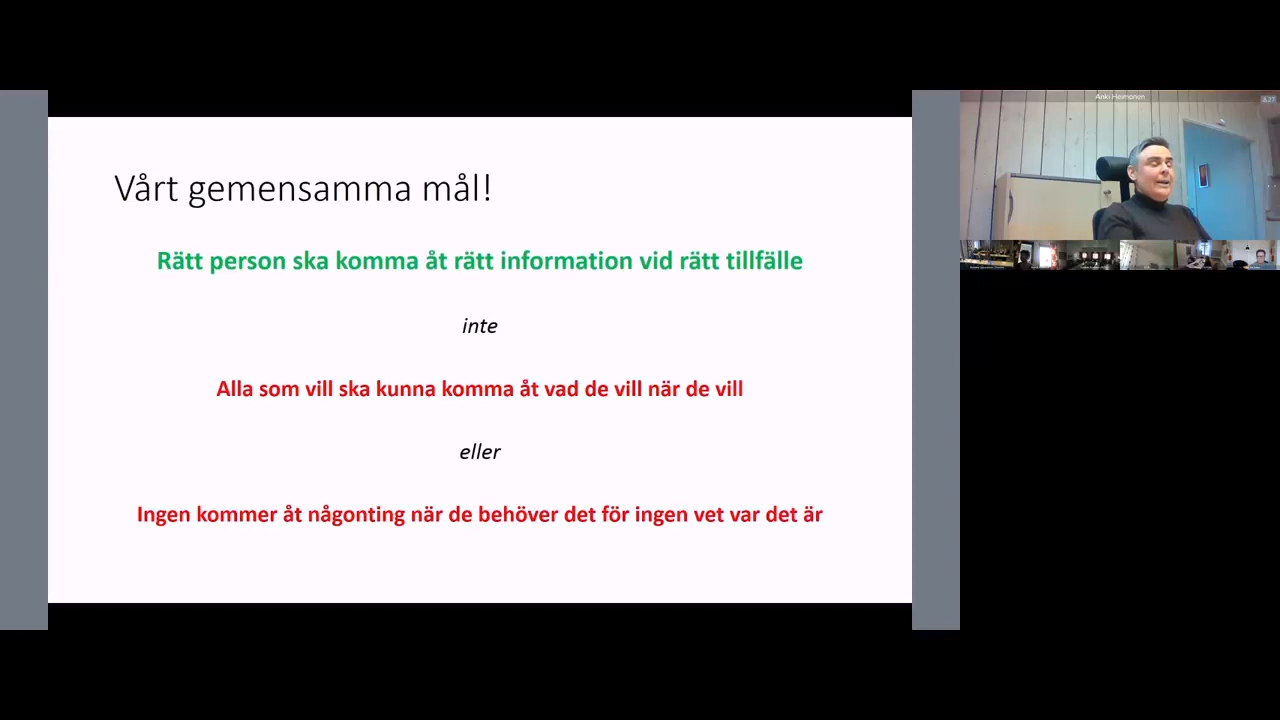 Vårt gemensamma mål!
Rätt person ska komma åt rätt information vid rätt tillfälle
inte
Alla som vill ska kunna komma åt vad de vill när de vill
eller
Ingen kommer åt någonting när de behöver det för ingen vet var det är
Anki Heimonen